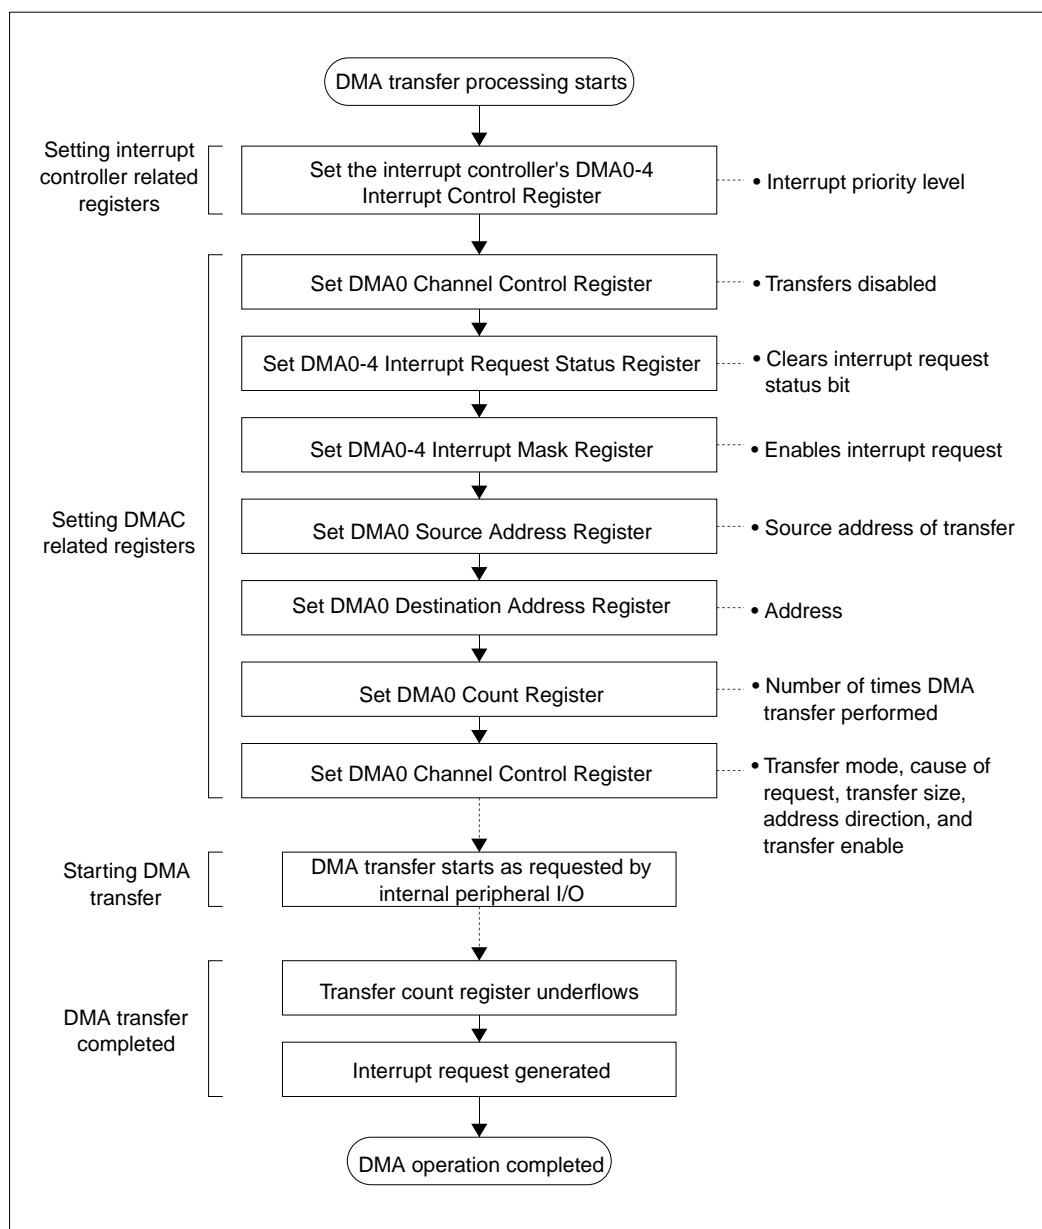 DMA transfer processing starts
Setting interrupt
controller related
registers
Set the interrupt controller's DMA0-4
Interrupt Control Register
• Interrupt priority level
Set DMA0 Channel Control Register
• Transfers disabled
Set DMA0-4 Interrupt Request Status Register
• Clears interrupt request
status bit
Set DMA0-4 Interrupt Mask Register
• Enables interrupt request
Setting DMAC
related registers
Set DMA0 Source Address Register
• Source address of transfer
Set DMA0 Destination Address Register
• Address
Set DMA0 Count Register
• Number of times DMA
transfer performed
Set DMA0 Channel Control Register
• Transfer mode, cause of
request, transfer size,
address direction, and
transfer enable
Starting DMA
transfer
DMA transfer starts as requested by
internal peripheral I/O
DMA transfer
completed
Transfer count register underflows
Interrupt request generated
DMA operation completed